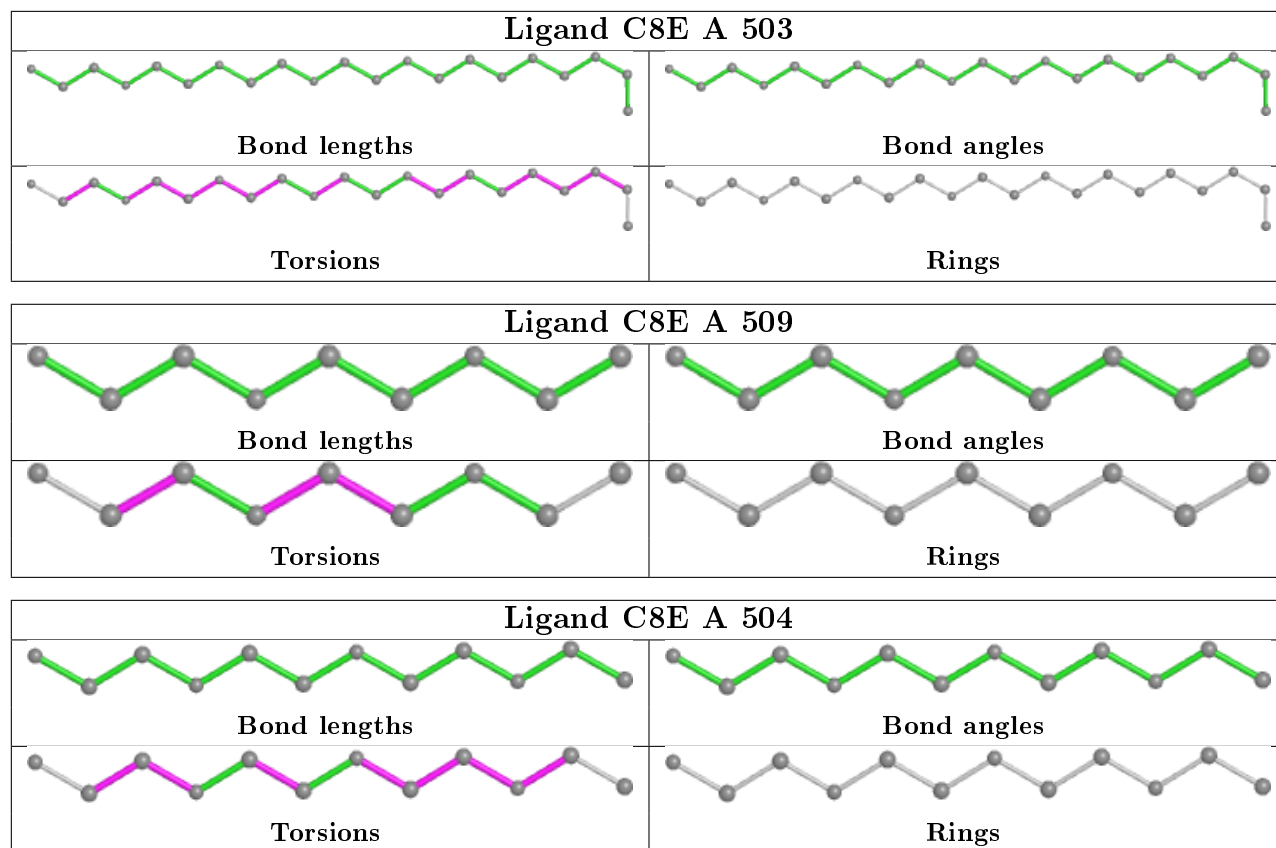 Ligand C8E A 503
Bond lengths Bond angles
Torsions Rings
Ligand C8E A 509
Bond lengths Bond angles
Torsions Rings
Ligand C8E A 504
Bond lengths Bond angles
Torsions Rings